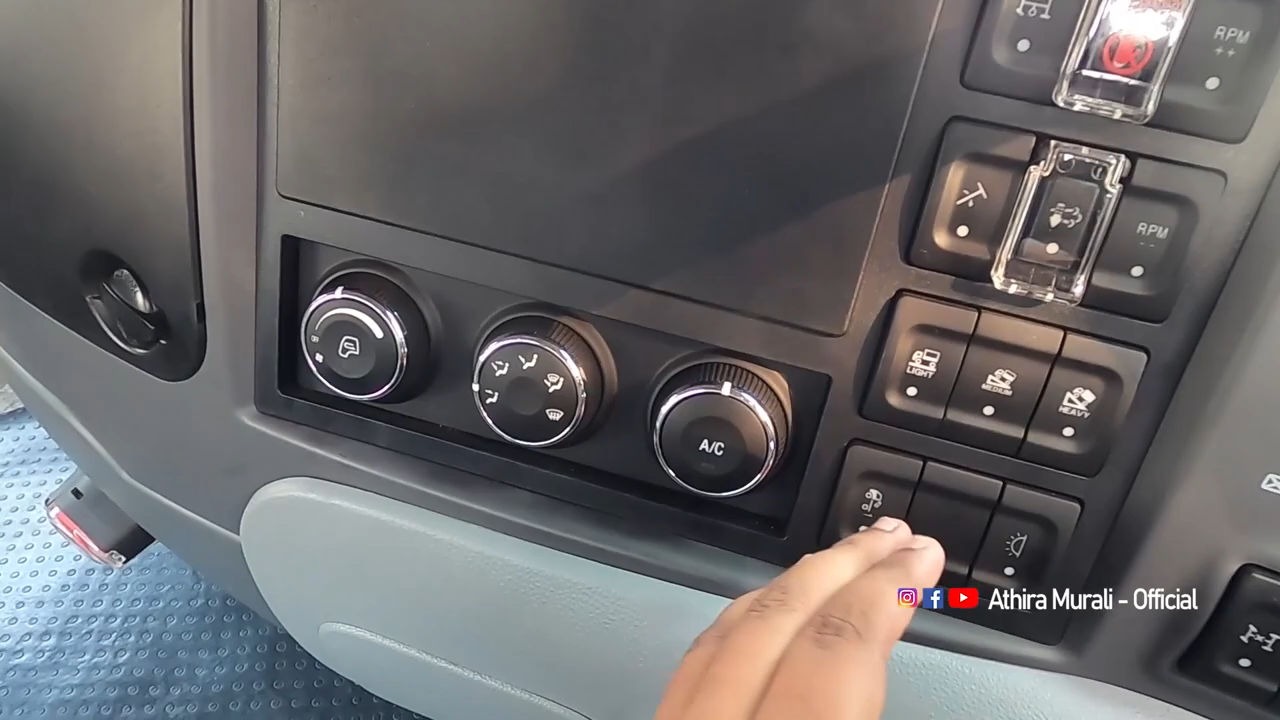 RPM
++
RPM
--
LIGHT
MEDIUM
HEAVY
A/C
Athira Murali - Official